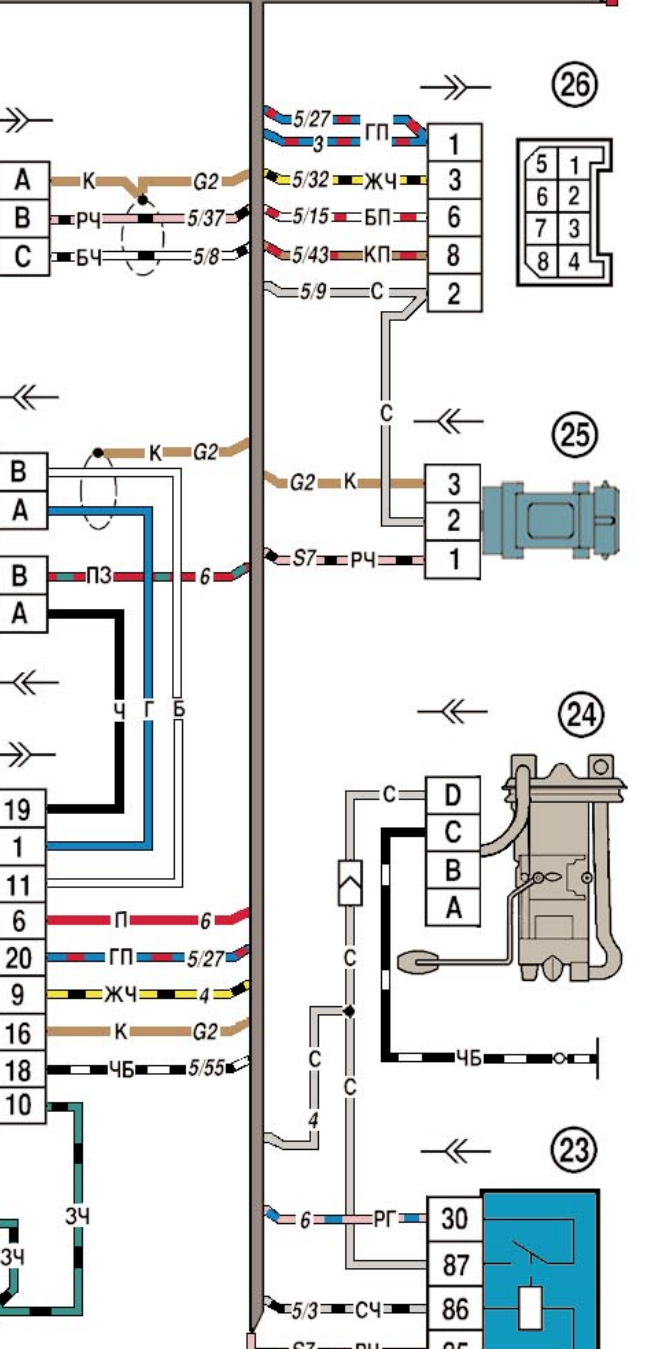 26
5/27 ГП 1
3
5/32 ЖЧ 3
5/15 БП 6
5/43 КП 8
5/9 С 2
5 1
6 2
7 3
8 4
A К G2
B РЧ 5/37
C БЧ 5/8
С
25
G2 К 3
2
S7 РЧ 1
B К G2
A
B ПЗ 6
A
Ч Г Б
24
С D
C
B
A
С
С
С
4
ЧБ
19
1
11
6 П 6
20 ГП 5/27
9 ЖЧ 4
16 К G2
18 ЧБ 5/55
10
ЗЧ
ЗЧ
23
6 РГ 30
87
5/3 СЧ 86